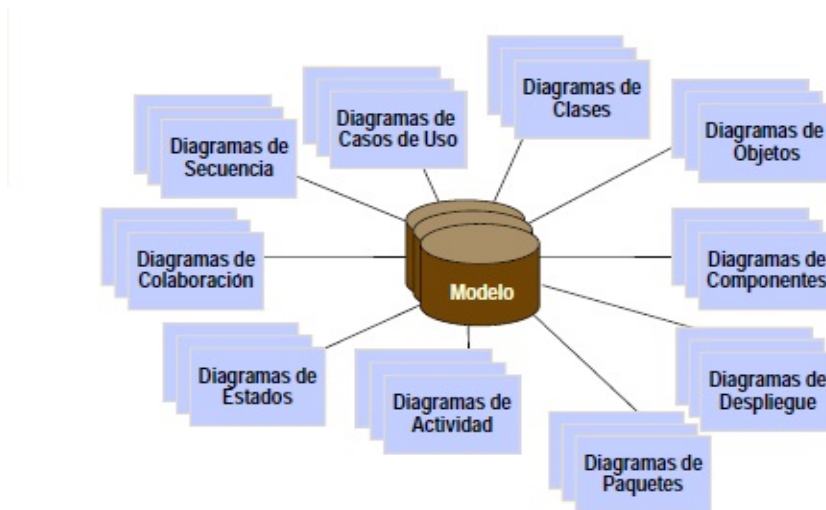 Diagramas de
Clases
Diagramas de
Casos de Uso
Diagramas de
Secuencia
Diagramas de
Objetos
Diagramas de
Colaboración
Modelo
Diagramas de
Componentes
Diagramas de
Estados
Diagramas de
Actividad
Diagramas de
Despliegue
Diagramas de
Paquetes